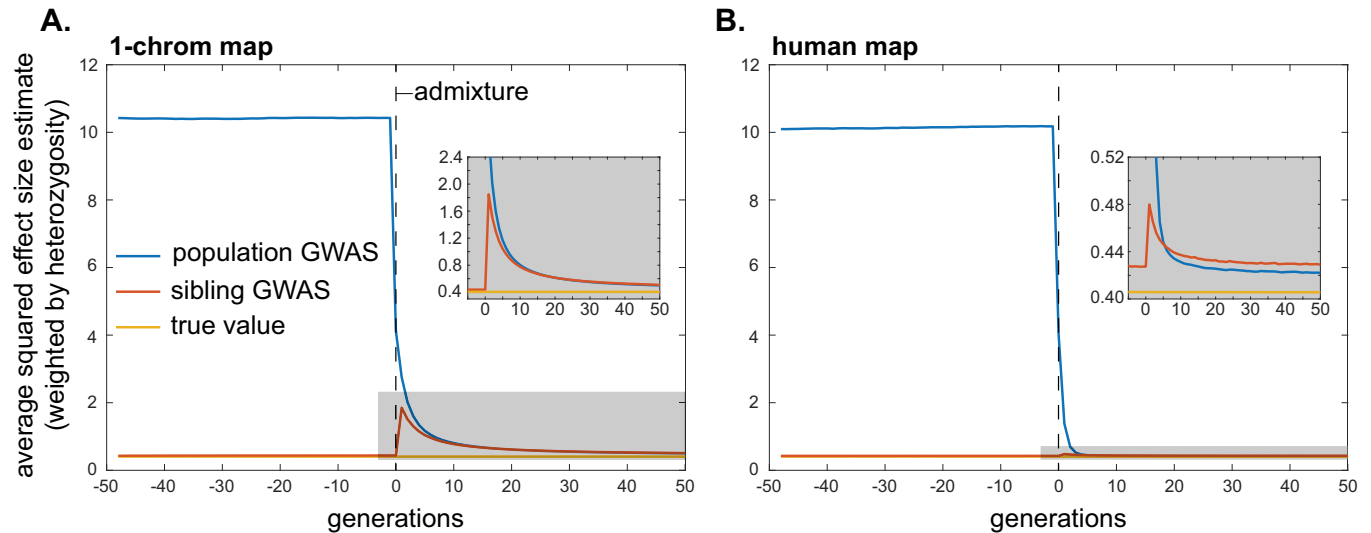 A.
1-chrom map
average squared effect size estimate
(weighted by heterozygosity)
12
10
8
6
4
2
0
-50 -40 -30 -20 -10 0 10 20 30 40 50
generations
admixture
population GWAS
sibling GWAS
true value
2.4
2.0
1.6
1.2
0.8
0.4
0 10 20 30 40 50
B.
human map
12
10
8
6
4
2
0
-50 -40 -30 -20 -10 0 10 20 30 40 50
generations
0.52
0.48
0.44
0.40
0 10 20 30 40 50